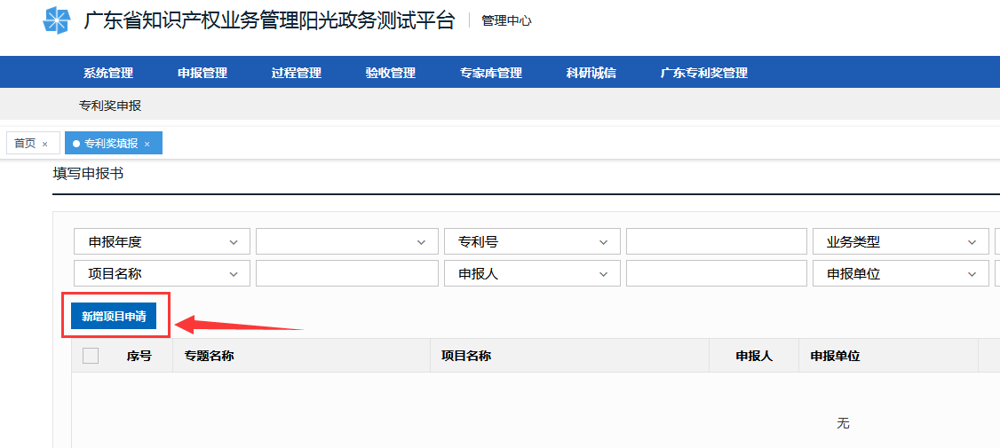 广东省知识产权业务管理阳光政务测试平台 管理中心
系统管理 申报管理 过程管理 验收管理 专家库管理 科研诚信 广东专利奖管理
专利奖申报
首页 × 专利奖填报 ×
填写申报书
申报年度 专利号 业务类型
项目名称 申报人 申报单位
新增项目申请
序号 专题名称 项目名称 申报人 申报单位
无